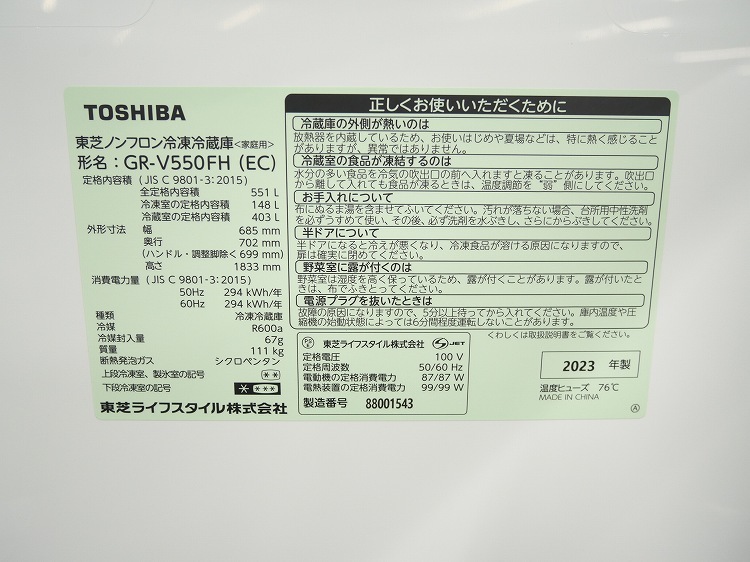 TOSHIBA
東芝ノンフロン冷凍冷蔵庫<家庭用>
形名：GR-V550FH (EC)
定格内容積 (JIS C 9801-3:2015)
全定格内容積 551 L
冷凍室の定格内容積 148 L
冷蔵室の定格内容積 403 L
外形寸法 幅 685 mm
奥行 702 mm
(ハンドル・調整脚除く 699 mm)
高さ 1833 mm
消費電力量 (JIS C 9801-3:2015)
50Hz 294 kWh/年
60Hz 294 kWh/年
種類 冷凍冷蔵庫
冷媒 R600a
冷媒封入量 67g
質量 111 kg
断熱発泡ガス シクロペンタン
上段冷凍室、製氷室の記号
下段冷凍室の記号
東芝ライフスタイル株式会社
正しくお使いいただくために
冷蔵庫の外側が熱いのは
放熱器を内蔵しているため、お使いはじめや夏場などは、特に熱く感じることがありますが、異常ではありません。
冷蔵室の食品が凍結するのは
水分の多い食品を冷気の吹出口の前へ入れますと凍ることがあります。吹出口から離して入れても食品が凍るときは、温度調節を“弱”側にしてください。
お手入れについて
布にぬるま湯を含ませてふいてください。汚れが落ちない場合、台所用中性洗剤を必ずうすめて使い、その後、必ず洗剤を水ぶきし、さらにからぶきしてください。
半ドアについて
半ドアになると冷えが悪くなり、冷凍食品が溶ける原因になりますので、扉は確実に閉めてください。
野菜室に露が付くのは
野菜室は湿度を高く保っているため、露が付くことがあります。露が付いたときは、布でふきとってください。
電源プラグを抜いたときは
故障の原因になりますので、5分以上待ってから入れてください。庫内温度や圧縮機の始動状態によっては6分間程度運転しないことがあります。
くわしくは取扱説明書をご覧ください。
東芝ライフスタイル株式会社 S-JET
定格電圧 100 V
定格周波数 50/60 Hz
電動機の定格消費電力 87/87 W
電熱装置の定格消費電力 99/99 W
製造番号 88001543
2023 年製
温度ヒューズ 76℃
MADE IN CHINA
Ⓐ